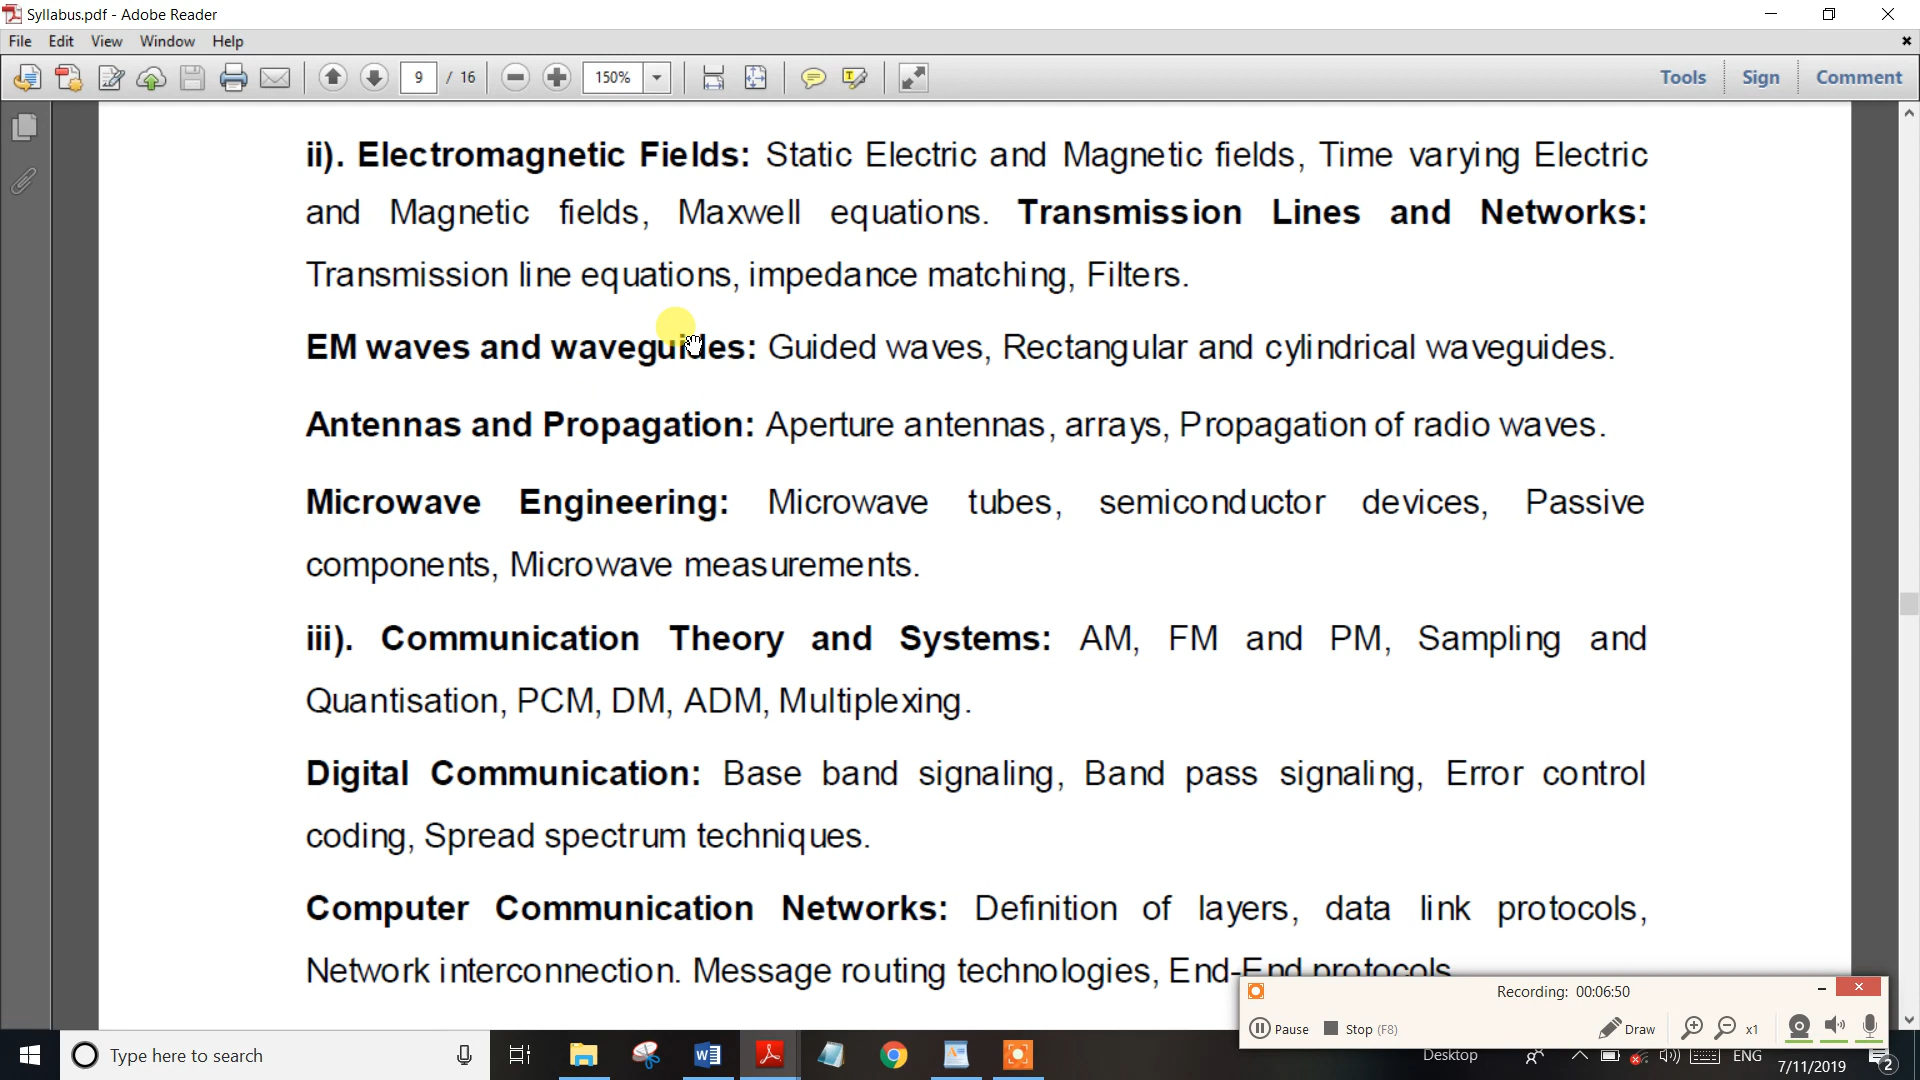 Syllabus.pdf - Adobe Reader
File Edit View Window Help
9 / 16 150% Tools Sign Comment
ii). Electromagnetic Fields: Static Electric and Magnetic fields, Time varying Electric
and Magnetic fields, Maxwell equations. Transmission Lines and Networks:
Transmission line equations, impedance matching, Filters.
EM waves and waveguides: Guided waves, Rectangular and cylindrical waveguides.
Antennas and Propagation: Aperture antennas, arrays, Propagation of radio waves.
Microwave Engineering: Microwave tubes, semiconductor devices, Passive
components, Microwave measurements.
iii). Communication Theory and Systems: AM, FM and PM, Sampling and
Quantisation, PCM, DM, ADM, Multiplexing.
Digital Communication: Base band signaling, Band pass signaling, Error control
coding, Spread spectrum techniques.
Computer Communication Networks: Definition of layers, data link protocols,
Network interconnection. Message routing technologies, End-End protocols
Recording: 00:06:50
Pause Stop (F8) Draw x1
Type here to search
Desktop ENG
7/11/2019
2